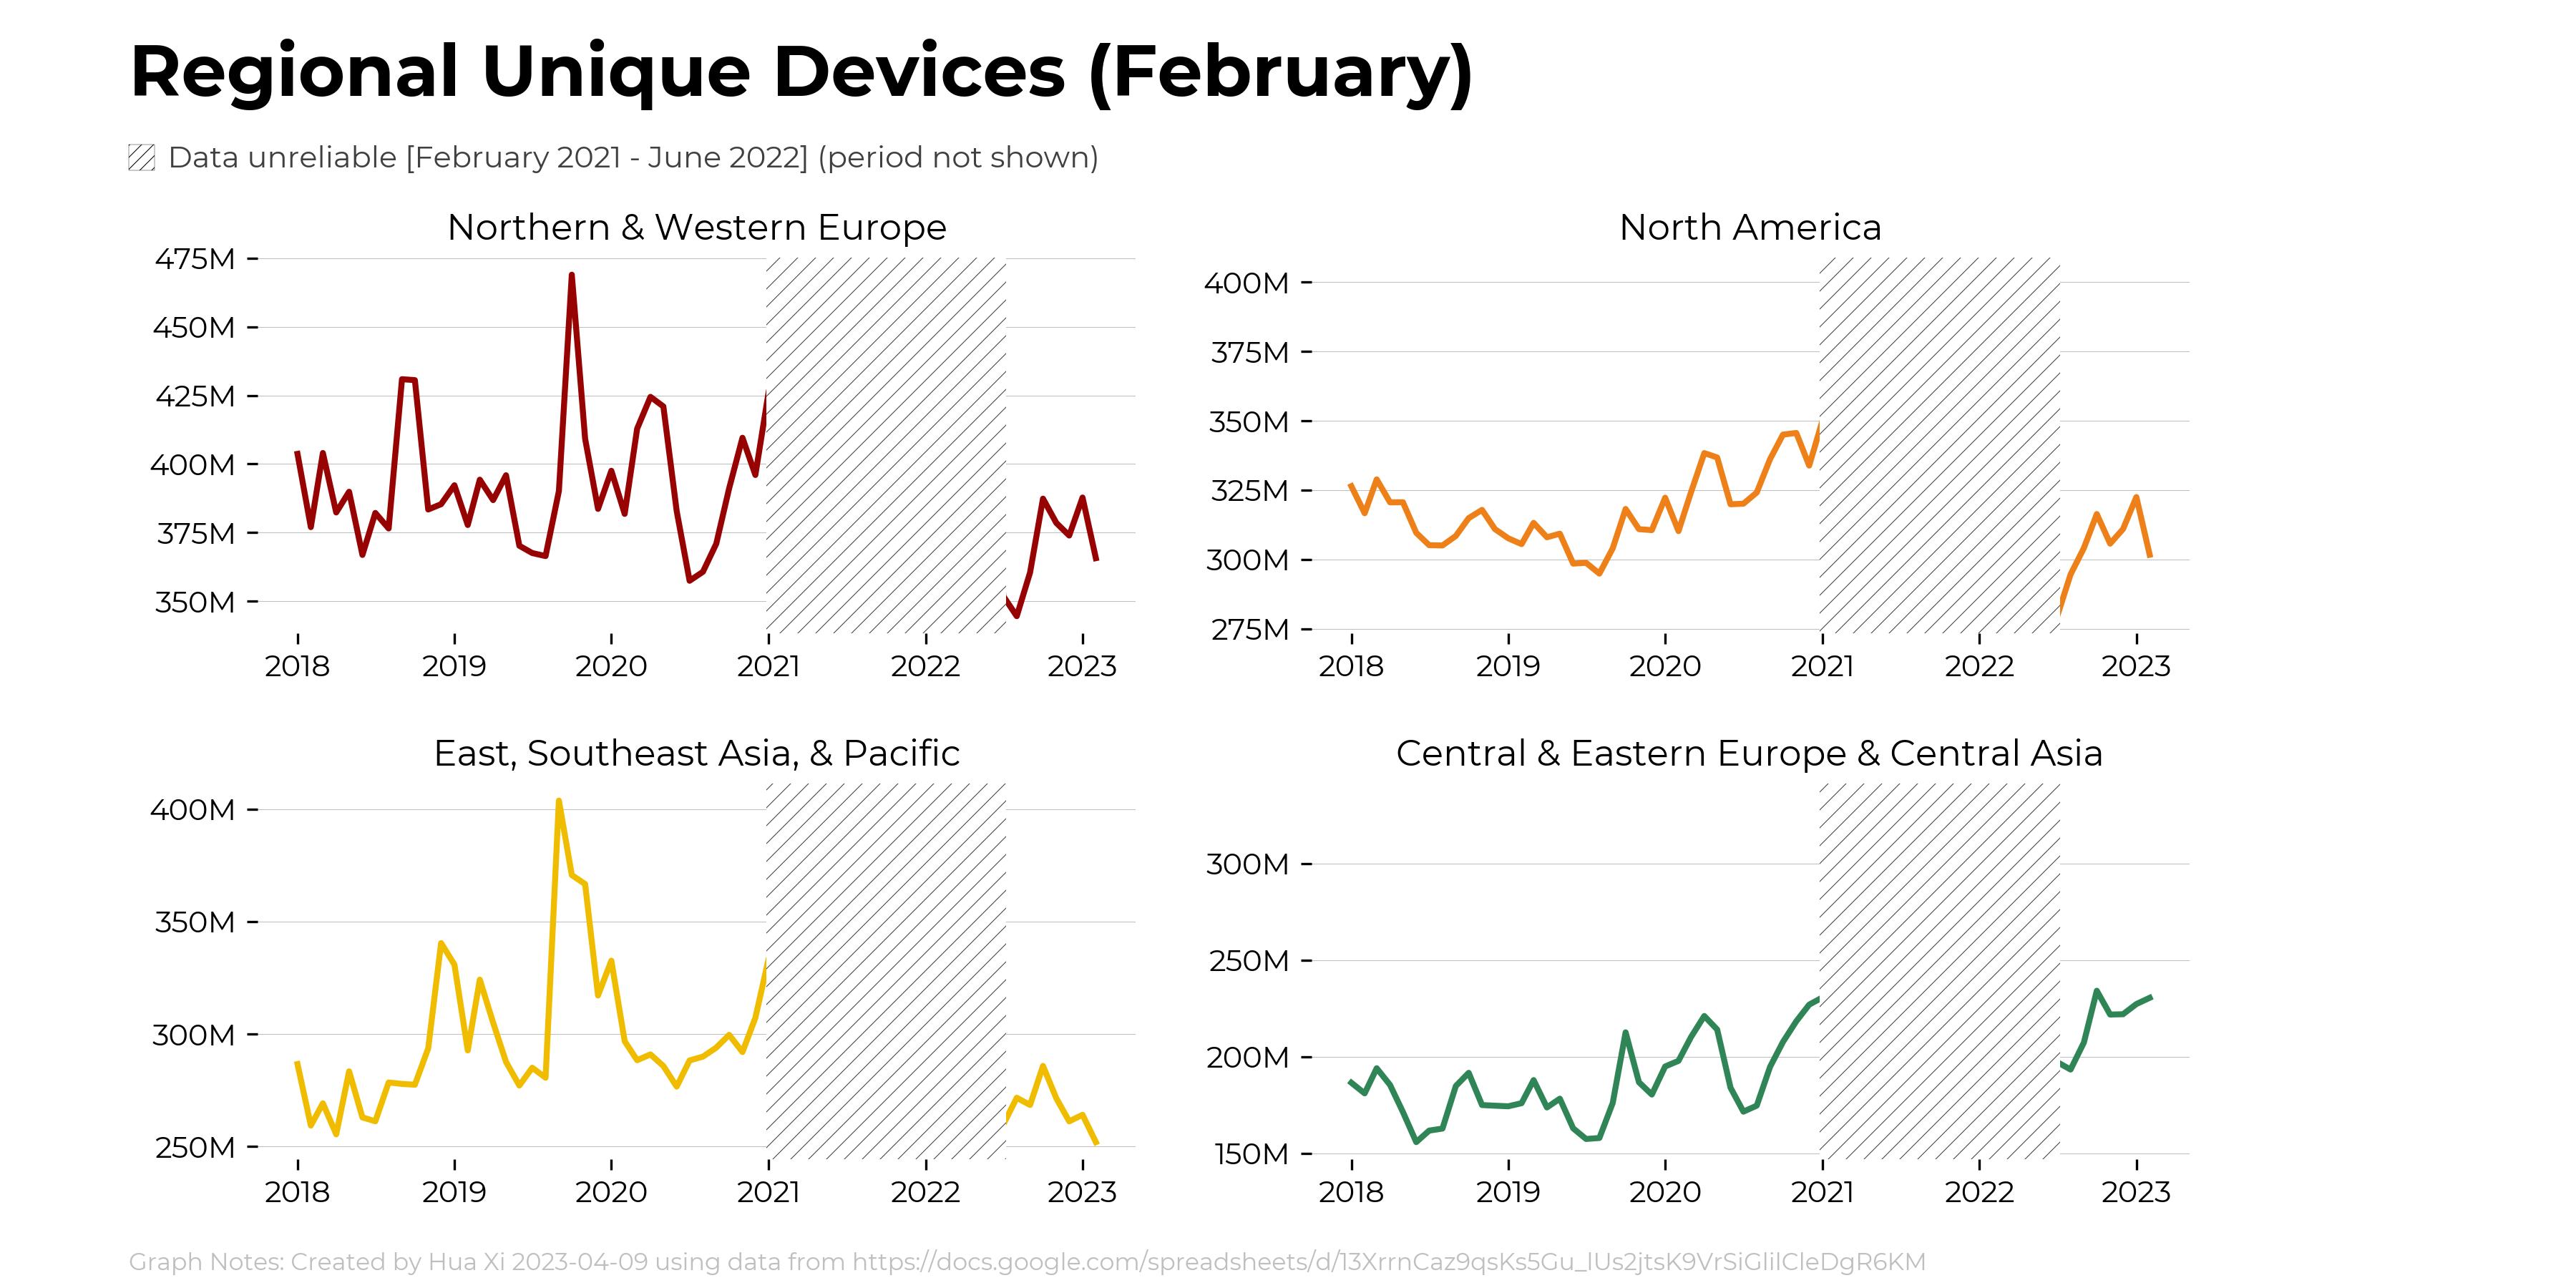 Regional Unique Devices (February)
Data unreliable [February 2021 - June 2022] (period not shown)
Northern & Western Europe
475M
450M
425M
400M
375M
350M
2018 2019 2020 2021 2022 2023
North America
400M
375M
350M
325M
300M
275M
2018 2019 2020 2021 2022 2023
East, Southeast Asia, & Pacific
400M
350M
300M
250M
2018 2019 2020 2021 2022 2023
Central & Eastern Europe & Central Asia
300M
250M
200M
150M
2018 2019 2020 2021 2022 2023
Graph Notes: Created by Hua Xi 2023-04-09 using data from https://docs.google.com/spreadsheets/d/13XrrnCaz9qsKs5Gu_lUs2jtsK9VrSiGlilCleDgR6KM